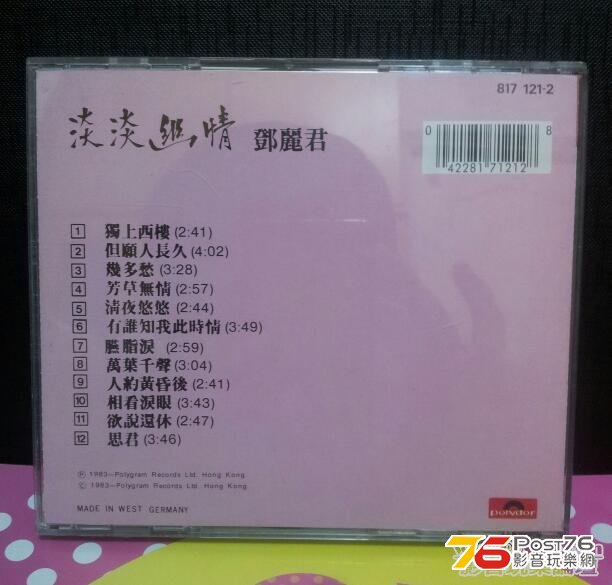 817 121-2
淡淡幽情 鄧麗君
0 42281 71212 8
1 獨上西樓 (2:41)
2 但願人長久 (4:02)
3 幾多愁 (3:28)
4 芳草無情 (2:57)
5 清夜悠悠 (2:44)
6 有誰知我此時情 (3:49)
7 臙脂淚 (2:59)
8 萬葉千聲 (3:04)
9 人約黃昏後 (2:41)
10 相看淚眼 (3:43)
11 欲說還休 (2:47)
12 思君 (3:46)
Ⓟ 1983—Polygram Records Ltd. Hong Kong.
© 1983—Polygram Records Ltd. Hong Kong.
MADE IN WEST GERMANY
polydor
76 Post76
影音玩樂網